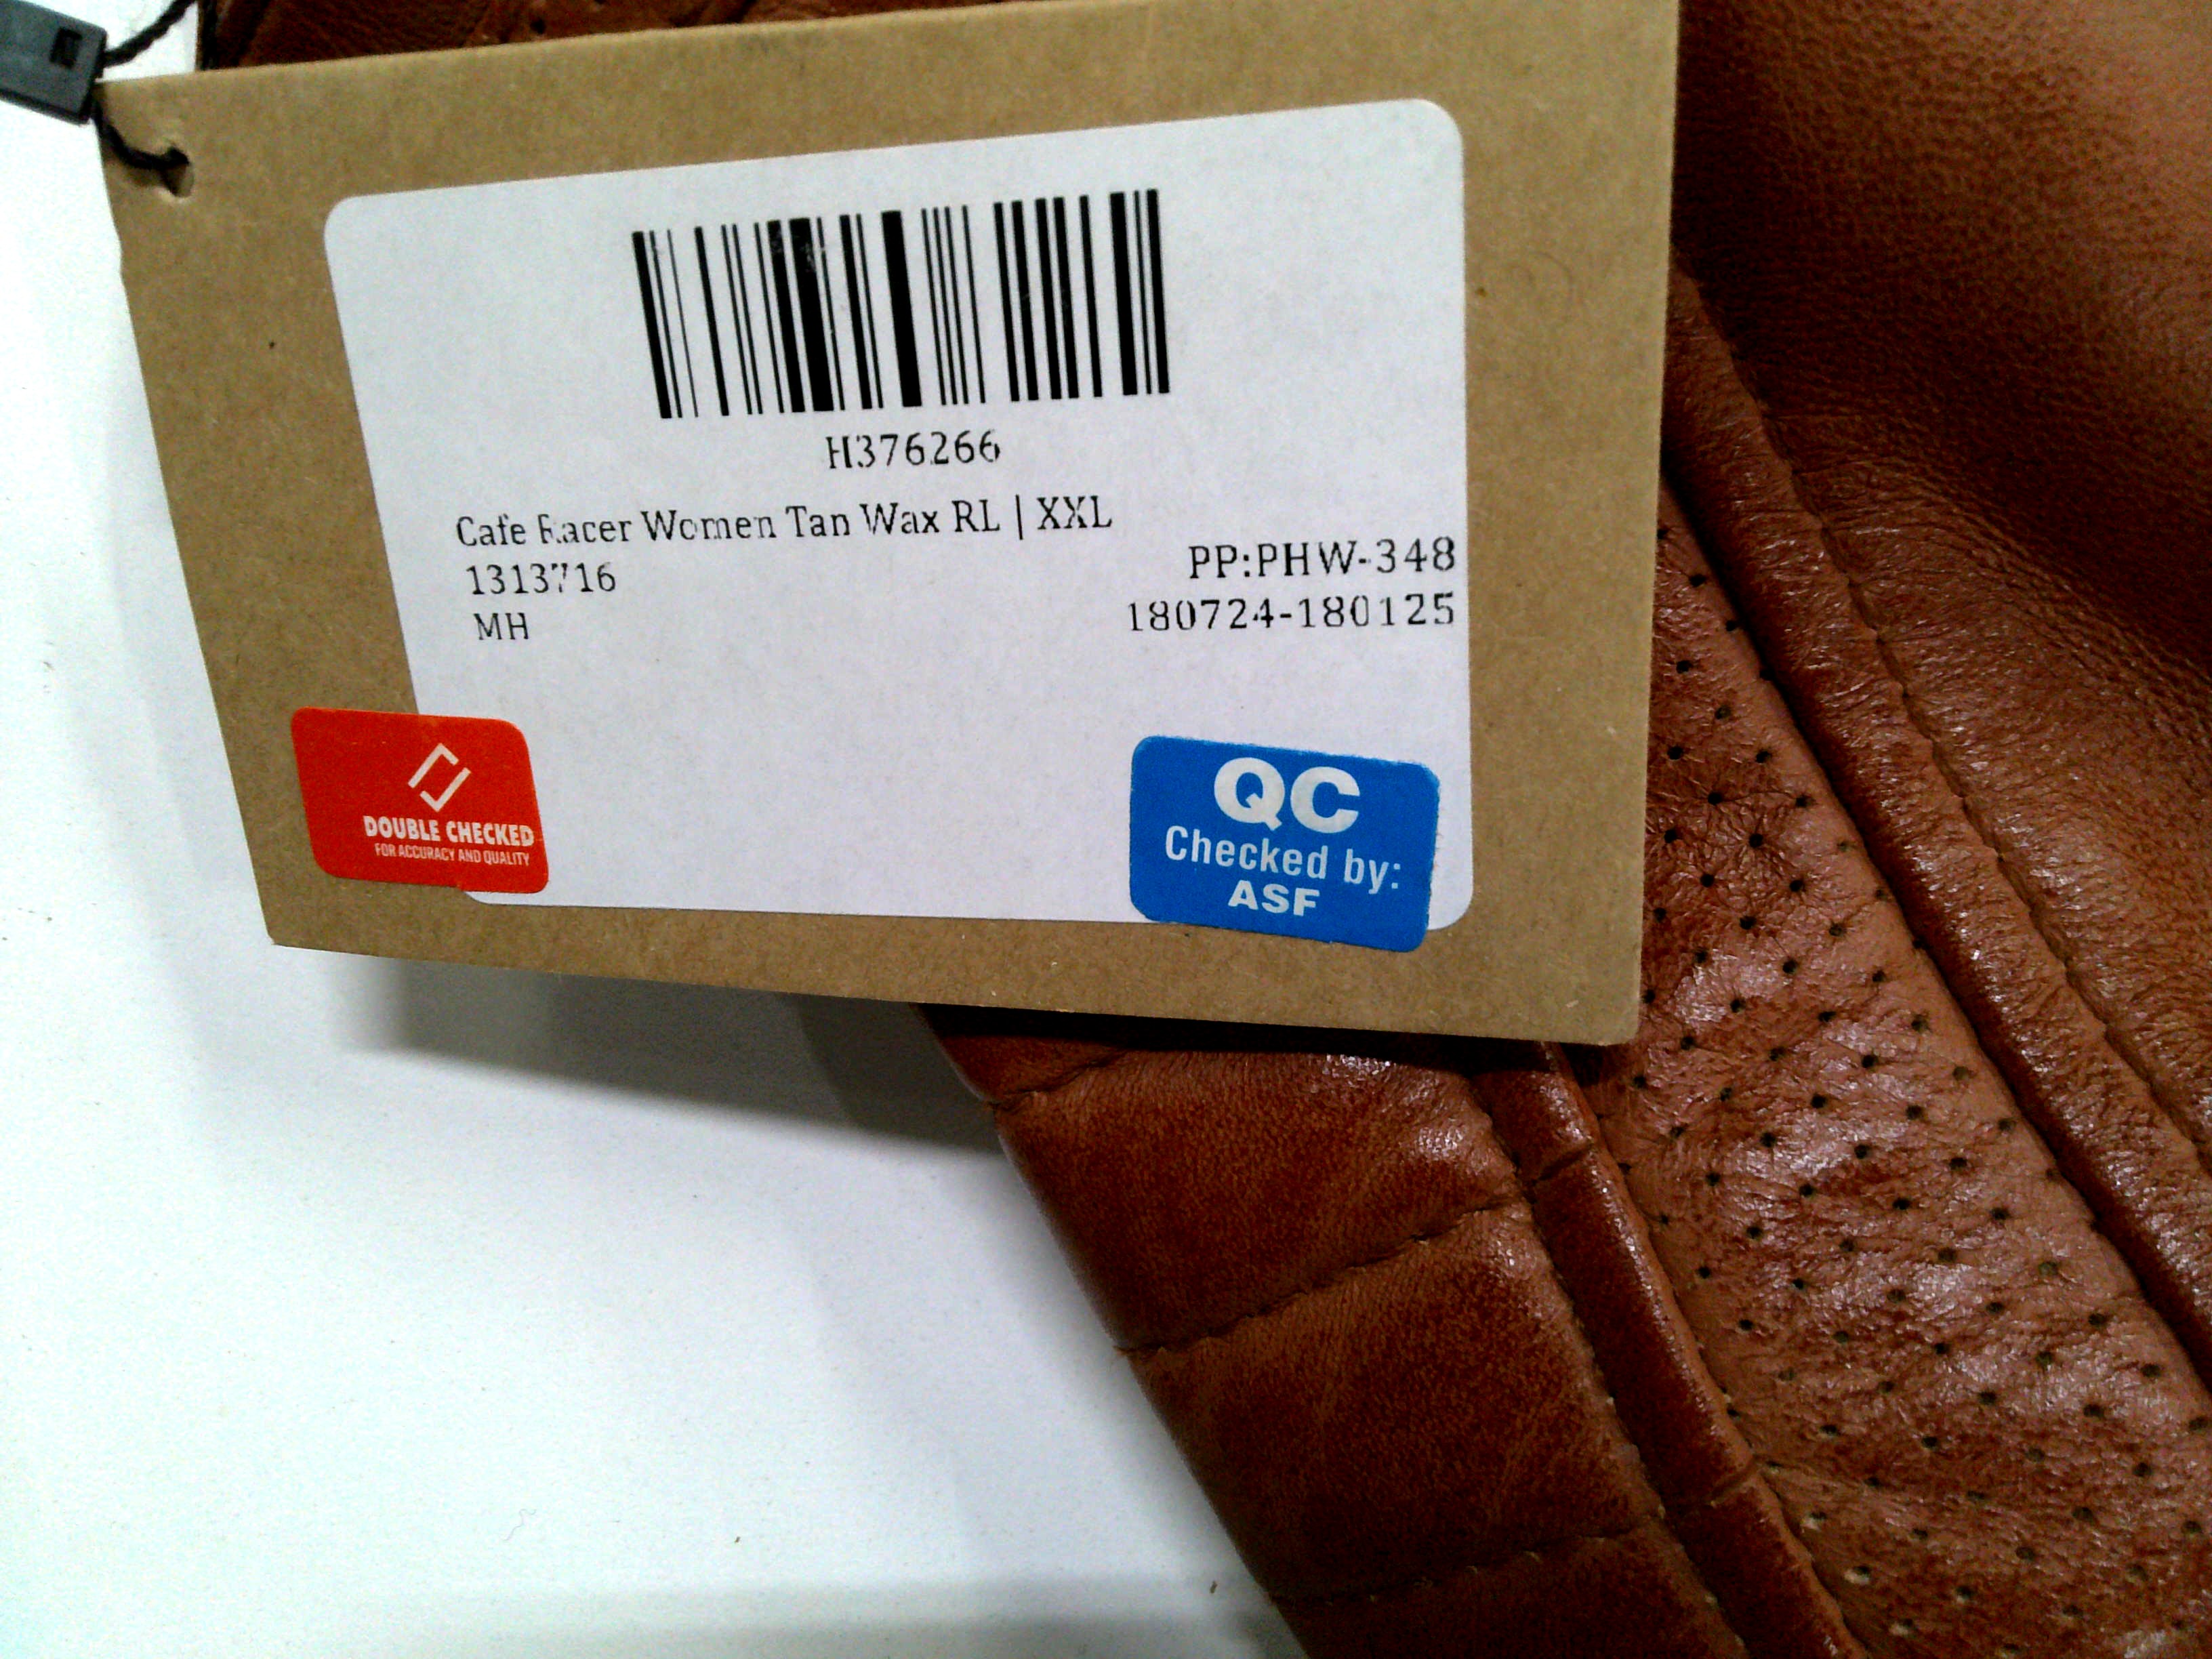 H376266
Cafe Racer Women Tan Wax RL | XXL
1313716
PP:PHW-348
MH
180724-180125
DOUBLE CHECKED
FOR ACCURACY AND QUALITY
QC
Checked by:
ASF